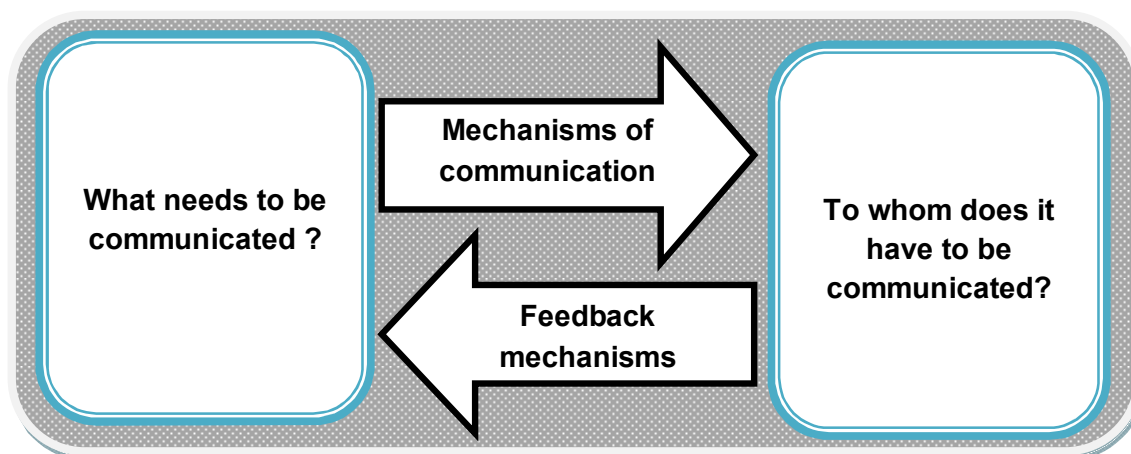 What needs to be
communicated ?
Mechanisms of
communication
Feedback
mechanisms
To whom does it
have to be
communicated?